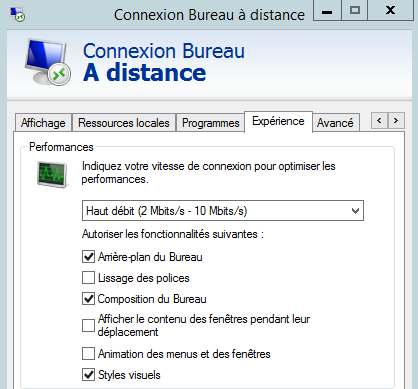 Connexion Bureau à distance
Connexion Bureau
A distance
Affichage Ressources locales Programmes Expérience Avancé
Performances
Indiquez votre vitesse de connexion pour optimiser les
performances.
Haut débit (2 Mbits/s - 10 Mbits/s)
Autoriser les fonctionnalités suivantes :
Arrière-plan du Bureau
Lissage des polices
Composition du Bureau
Afficher le contenu des fenêtres pendant leur
déplacement
Animation des menus et des fenêtres
Styles visuels